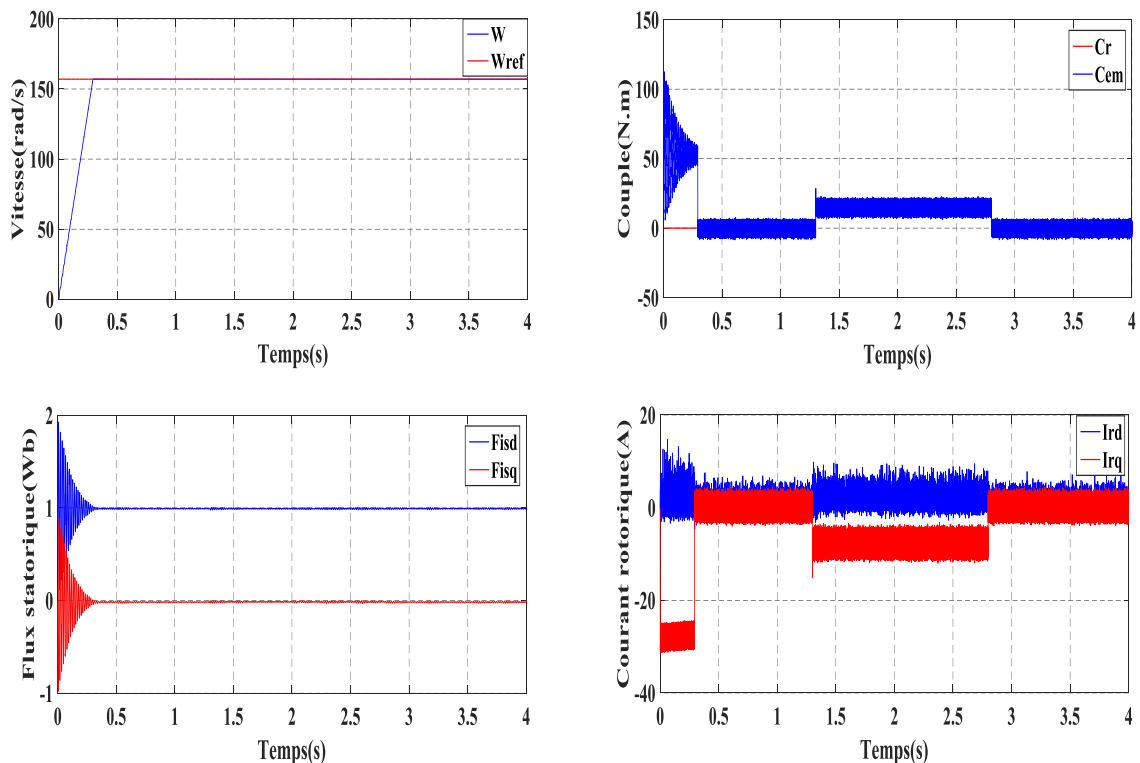 200
150
100
50
0
0 0.5 1 1.5 2 2.5 3 3.5 4
Vitesse(rad/s)
Temps(s)
W
Wref
150
100
50
0
-50
0 0.5 1 1.5 2 2.5 3 3.5 4
Couple(N.m)
Temps(s)
Cr
Cem
2
1
0
-1
0 0.5 1 1.5 2 2.5 3 3.5 4
Flux statorique(Wb)
Temps(s)
Fisd
Fisq
20
0
-20
-40
0 0.5 1 1.5 2 2.5 3 3.5 4
Courant rotorique(A)
Temps(s)
Ird
Irq